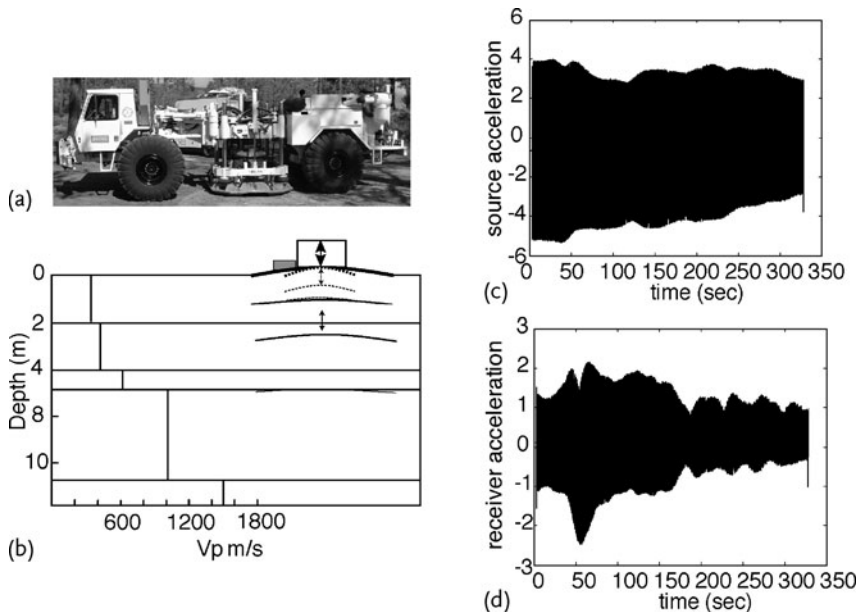 (a)
0
2
4
8
10
Depth (m)
600 1200 1800
Vp m/s
(b)
6
4
2
0
-2
-4
-6
source acceleration
0 50 100 150 200 250 300 350
time (sec)
(c)
3
2
1
0
-1
-2
-3
receiver acceleration
0 50 100 150 200 250 300 350
time (sec)
(d)